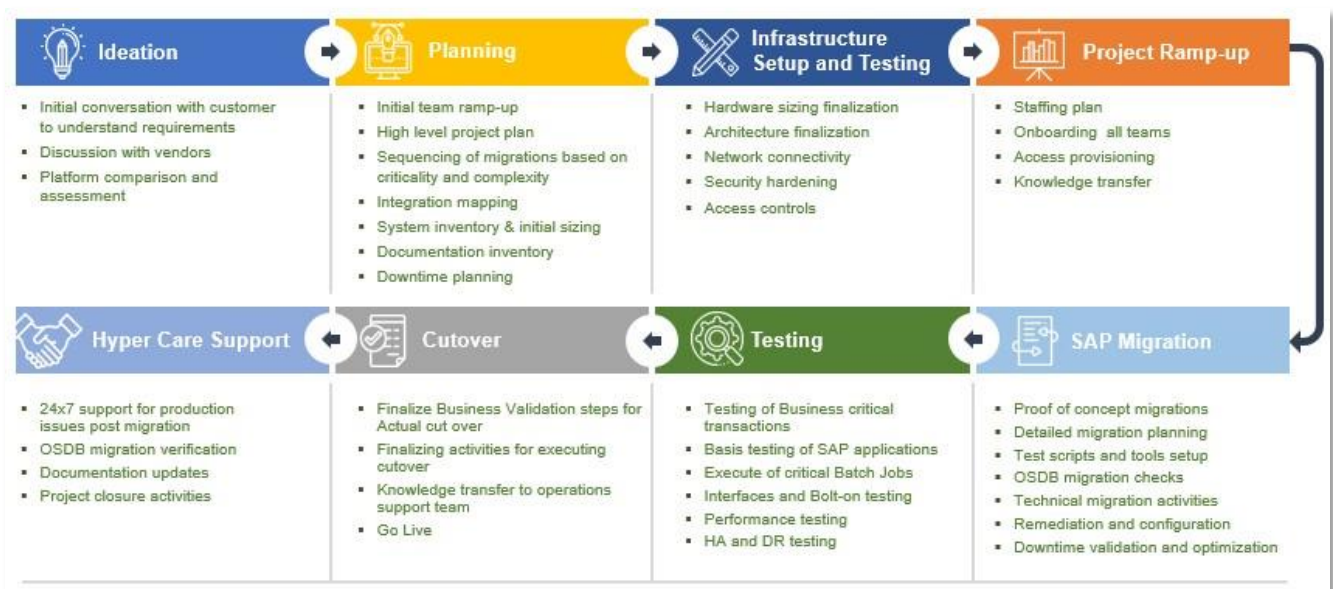 Ideation
Initial conversation with customer
to understand requirements
Discussion with vendors
Platform comparison and
assessment
Planning
Initial team ramp-up
High level project plan
Sequencing of migrations based on
criticality and complexity
Integration mapping
System inventory & initial sizing
Documentation inventory
Downtime planning
Infrastructure
Setup and Testing
Hardware sizing finalization
Architecture finalization
Network connectivity
Security hardening
Access controls
Project Ramp-up
Staffing plan
Onboarding all teams
Access provisioning
Knowledge transfer
SAP Migration
Proof of concept migrations
Detailed migration planning
Test scripts and tools setup
OSDB migration checks
Technical migration activities
Remediation and configuration
Downtime validation and optimization
Testing
Testing of Business critical
transactions
Basis testing of SAP applications
Execute of critical Batch Jobs
Interfaces and Bolt-on testing
Performance testing
HA and DR testing
Cutover
Finalize Business Validation steps for
Actual cut over
Finalizing activities for executing
cutover
Knowledge transfer to operations
support team
Go Live
Hyper Care Support
24x7 support for production
issues post migration
OSDB migration verification
Documentation updates
Project closure activities